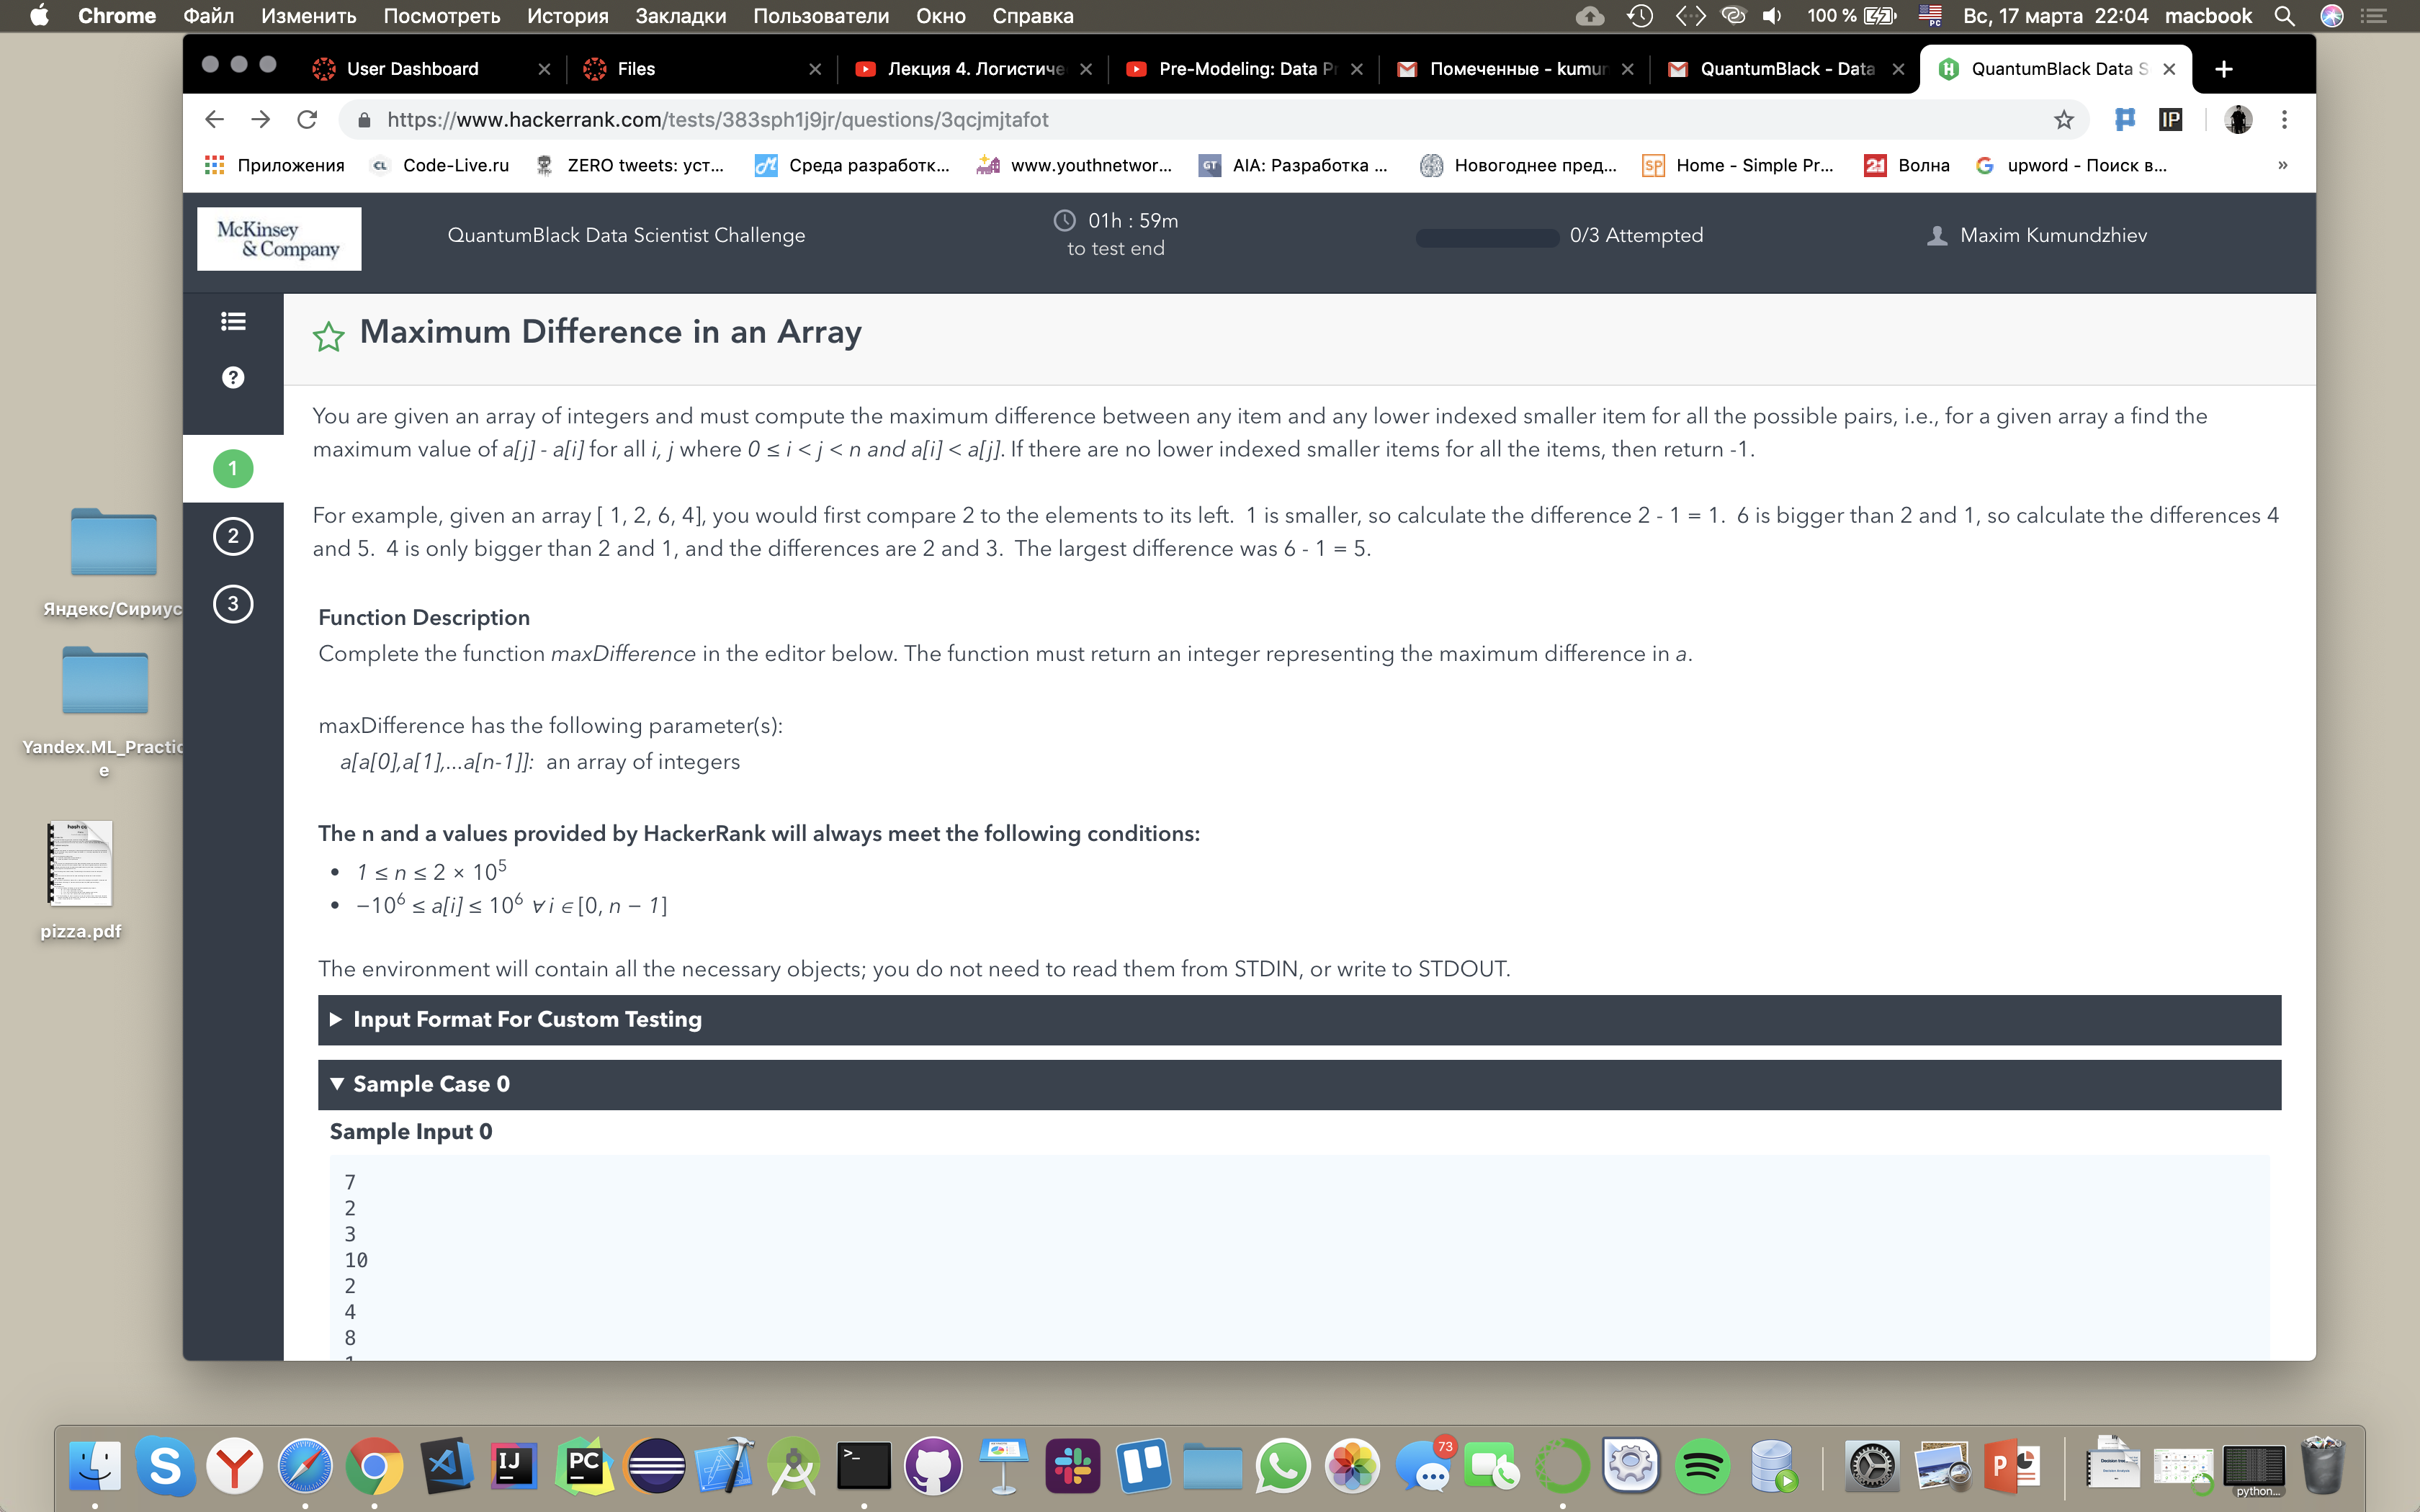 Chrome Файл Изменить Посмотреть История Закладки Пользователи Окно Справка 100 % PC Вс, 17 марта 22:04 macbook
User Dashboard Files Лекция 4. Логистиче Pre-Modeling: Data Pr Помеченные - kumur QuantumBlack - Data QuantumBlack Data S
https://www.hackerrank.com/tests/383sph1j9jr/questions/3qcjmjtafot IP
Приложения CL Code-Live.ru ZERO tweets: уст... Среда разработк... www.youthnetwor... GT AIA: Разработка ... Новогоднее пред... SP Home - Simple Pr... 21 Волна upword - Поиск в... »
McKinsey
& Company
QuantumBlack Data Scientist Challenge
01h : 59m
to test end
0/3 Attempted
Maxim Kumundzhiev
Maximum Difference in an Array
?
1
2
3
You are given an array of integers and must compute the maximum difference between any item and any lower indexed smaller item for all the possible pairs, i.e., for a given array a find the
maximum value of a[j] - a[i] for all i, j where 0 ≤ i < j < n and a[i] < a[j]. If there are no lower indexed smaller items for all the items, then return -1.
For example, given an array [ 1, 2, 6, 4], you would first compare 2 to the elements to its left.  1 is smaller, so calculate the difference 2 - 1 = 1.  6 is bigger than 2 and 1, so calculate the differences 4
and 5.  4 is only bigger than 2 and 1, and the differences are 2 and 3.  The largest difference was 6 - 1 = 5.
Function Description
Complete the function maxDifference in the editor below. The function must return an integer representing the maximum difference in a.
maxDifference has the following parameter(s):
a[a[0],a[1],...a[n-1]]:  an array of integers
The n and a values provided by HackerRank will always meet the following conditions:
• 1 ≤ n ≤ 2 × 10⁵
• −10⁶ ≤ a[i] ≤ 10⁶ ∀ i ∈ [0, n − 1]
The environment will contain all the necessary objects; you do not need to read them from STDIN, or write to STDOUT.
Input Format For Custom Testing
Sample Case 0
Sample Input 0
7
2
3
10
2
4
8
Яндекс/Сириус
Yandex.ML_Practic
e
pizza.pdf
S Y IJ PC >_ 73 P python...